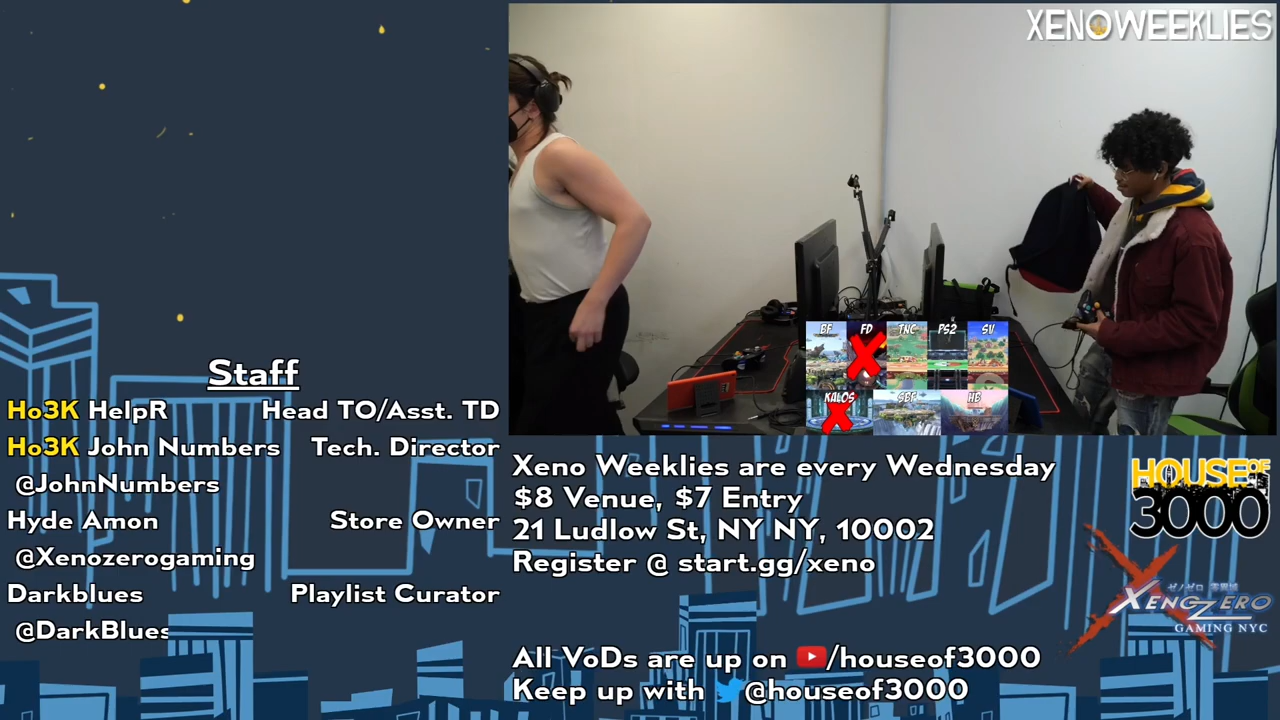 XENOWEEKLIES
BF FD TNC PS2 SV
KALOS SBF HB
Staff
Ho3K HelpR Head TO/Asst. TD
Ho3K John Numbers Tech. Director
@JohnNumbers
Hyde Amon Store Owner
@Xenozerogaming
Darkblues Playlist Curator
@DarkBlues
Xeno Weeklies are every Wednesday
$8 Venue, $7 Entry
21 Ludlow St, NY NY, 10002
Register @ start.gg/xeno
All VoDs are up on /houseof3000
Keep up with @houseof3000
HOUSE OF
3000
XENOZERO
GAMING NYC